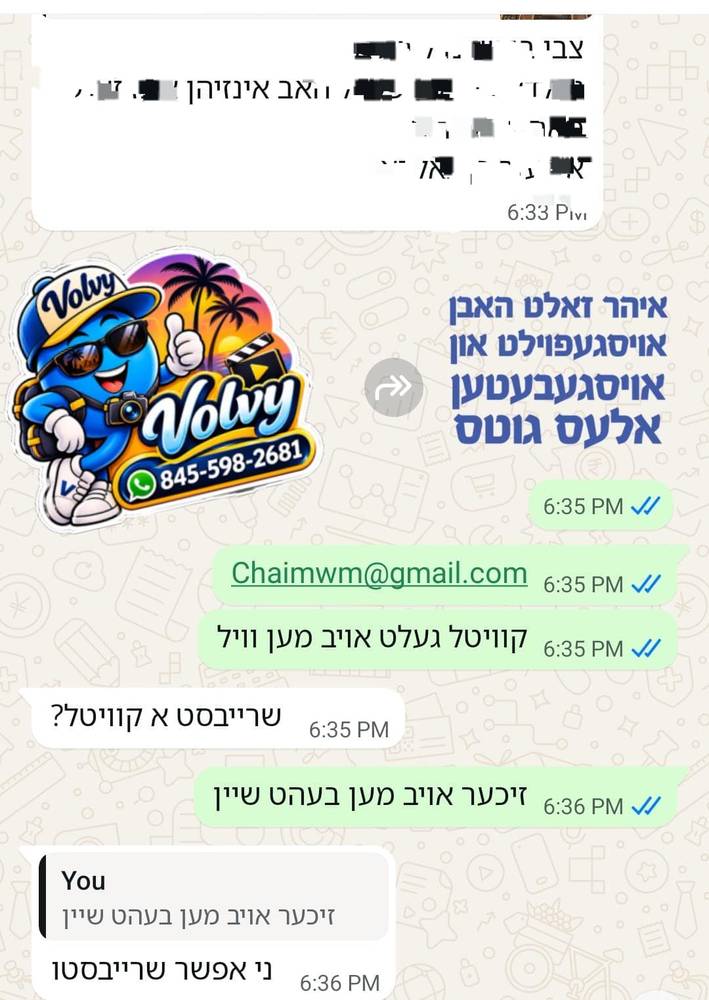 צבי
האב אינזיהן
6:33 PM
Volvy
Volvy
845-598-2681
איהר זאלט האבן
אויסגעפוילט און
אויסגעבעטען
אלעס גוטס
6:35 PM
Chaimwm@gmail.com 6:35 PM
קוויטל געלט אויב מען וויל 6:35 PM
שרייבסט א קוויטל? 6:35 PM
זיכער אויב מען בעהט שיין 6:36 PM
You
זיכער אויב מען בעהט שיין
ני אפשר שרייבסטו 6:36 PM